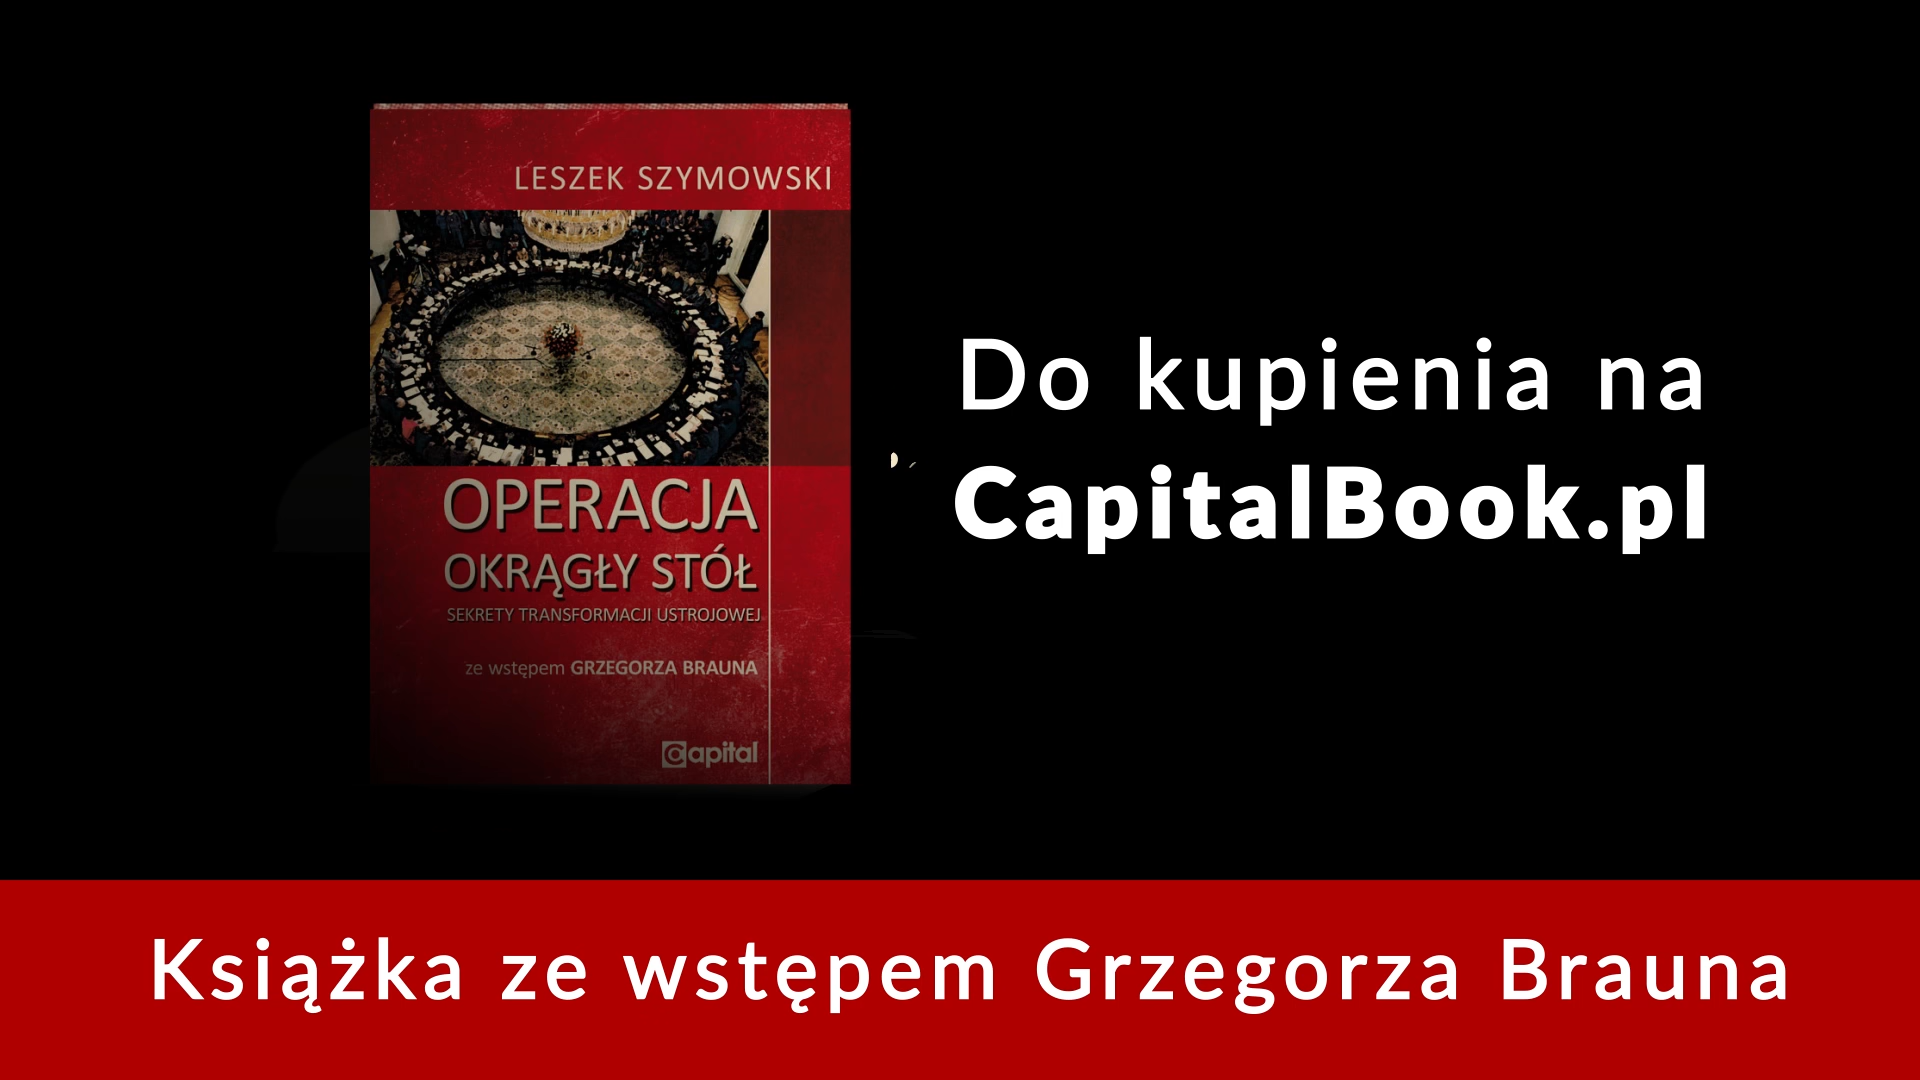 LESZEK SZYMOWSKI
OPERACJA
OKRĄGŁY STÓŁ
SEKRETY TRANSFORMACJI USTROJOWEJ
ze wstępem GRZEGORZA BRAUNA
Capital
Do kupienia na
CapitalBook.pl
Książka ze wstępem Grzegorza Brauna